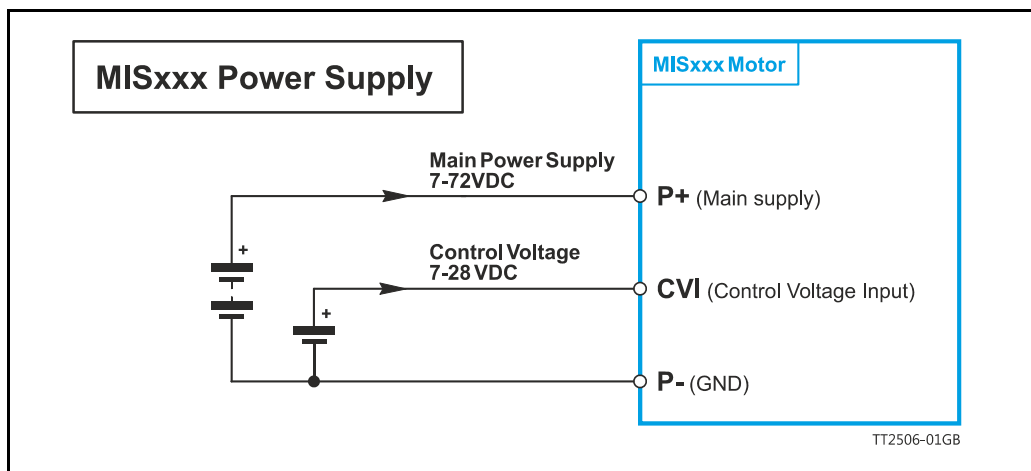 MISxxx Power Supply
MISxxx Motor
Main Power Supply
7-72VDC
P+ (Main supply)
+
Control Voltage
7-28 VDC
CVI (Control Voltage Input)
+
P- (GND)
TT2506-01GB